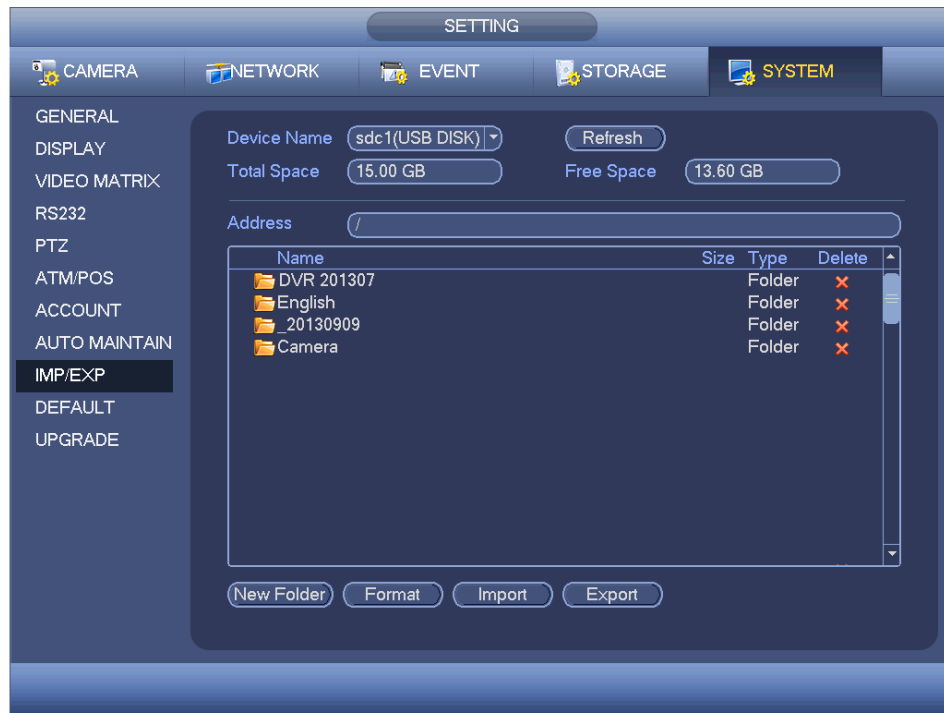 SETTING
CAMERA NETWORK EVENT STORAGE SYSTEM
GENERAL
DISPLAY
VIDEO MATRIX
RS232
PTZ
ATM/POS
ACCOUNT
AUTO MAINTAIN
IMP/EXP
DEFAULT
UPGRADE
Device Name sdc1(USB DISK) Refresh
Total Space 15.00 GB Free Space 13.60 GB
Address /
Name Size Type Delete
DVR 201307 Folder
English Folder
_20130909 Folder
Camera Folder
New Folder Format Import Export